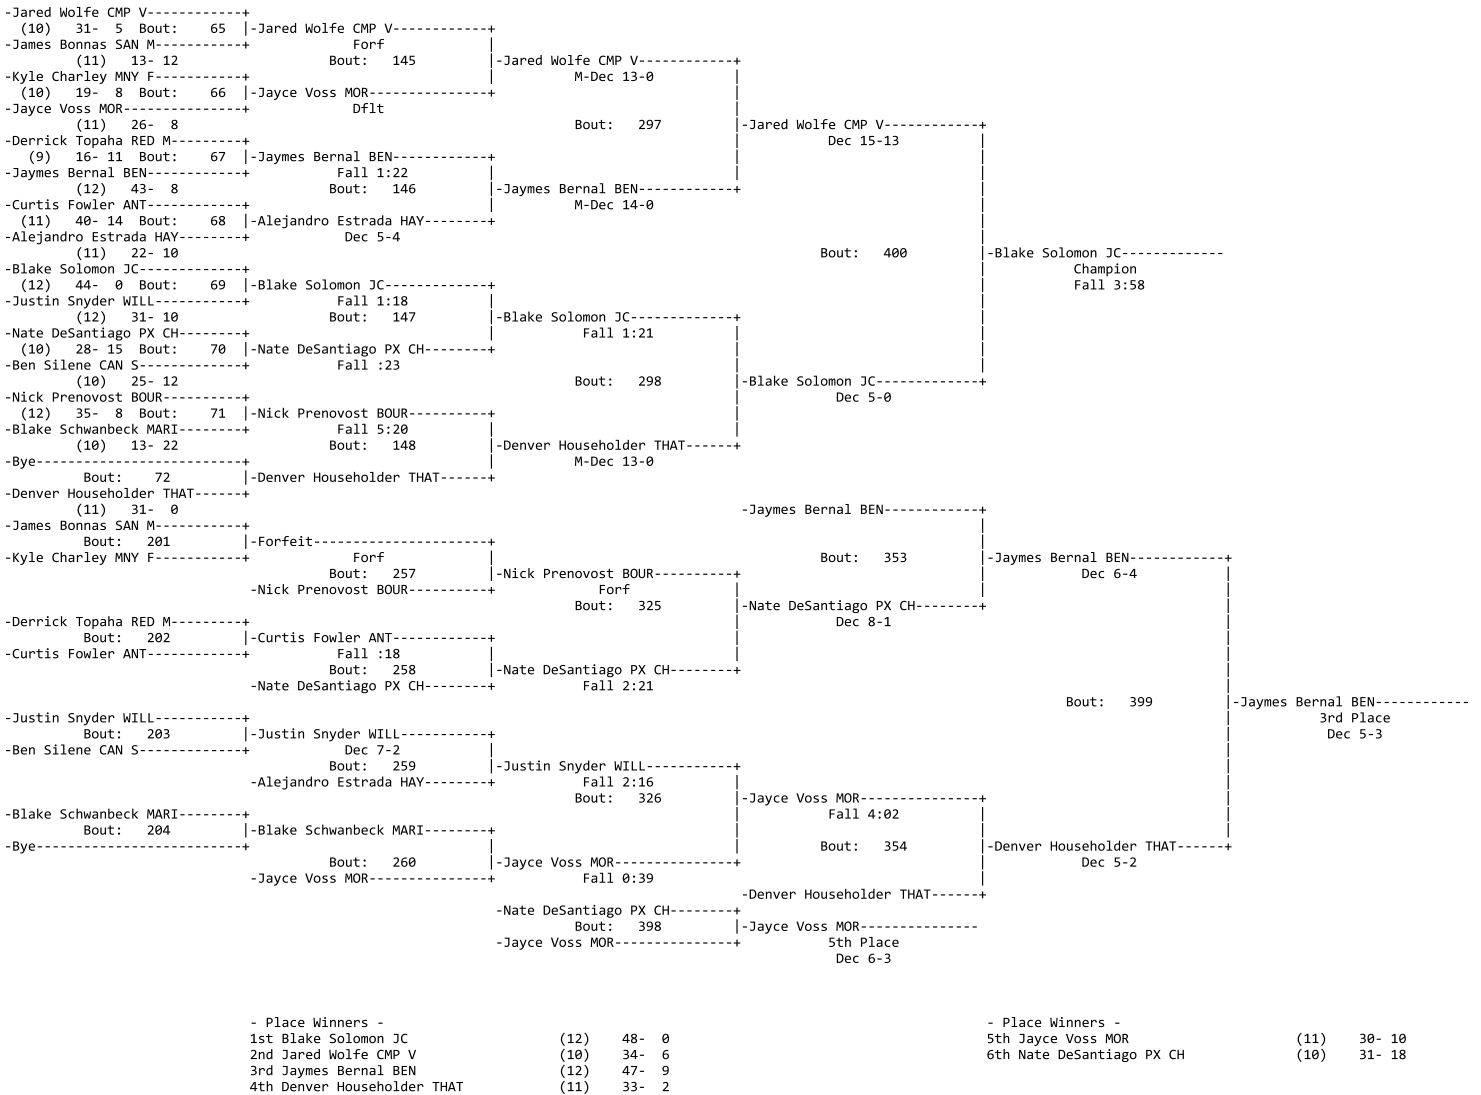 -Jared Wolfe CMP V------------+
(10) 31- 5 Bout: 65 |-Jared Wolfe CMP V------------+
-James Bonnas SAN M-----------+ Forf |
(11) 13- 12 Bout: 145 |-Jared Wolfe CMP V------------+
-Kyle Charley MNY F-----------+ | M-Dec 13-0 |
(10) 19- 8 Bout: 66 |-Jayce Voss MOR---------------+ |
-Jayce Voss MOR---------------+ Dflt |
(11) 26- 8 Bout: 297 |-Jared Wolfe CMP V------------+
-Derrick Topaha RED M---------+ | Dec 15-13 |
(9) 16- 11 Bout: 67 |-Jaymes Bernal BEN------------+ | |
-Jaymes Bernal BEN------------+ Fall 1:22 | | |
(12) 43- 8 Bout: 146 |-Jaymes Bernal BEN------------+ |
-Curtis Fowler ANT------------+ | M-Dec 14-0 |
(11) 40- 14 Bout: 68 |-Alejandro Estrada HAY--------+ |
-Alejandro Estrada HAY--------+ Dec 5-4 |
(11) 22- 10 Bout: 400 |-Blake Solomon JC-------------
-Blake Solomon JC-------------+ | Champion
(12) 44- 0 Bout: 69 |-Blake Solomon JC-------------+ | Fall 3:58
-Justin Snyder WILL-----------+ Fall 1:18 | |
(12) 31- 10 Bout: 147 |-Blake Solomon JC-------------+ |
-Nate DeSantiago PX CH--------+ | Fall 1:21 | |
(10) 28- 15 Bout: 70 |-Nate DeSantiago PX CH--------+ | |
-Ben Silene CAN S-------------+ Fall :23 | |
(10) 25- 12 Bout: 298 |-Blake Solomon JC-------------+
-Nick Prenovost BOUR----------+ | Dec 5-0
(12) 35- 8 Bout: 71 |-Nick Prenovost BOUR----------+ |
-Blake Schwanbeck MARI--------+ Fall 5:20 | |
(10) 13- 22 Bout: 148 |-Denver Householder THAT------+
-Bye--------------------------+ | M-Dec 13-0
Bout: 72 |-Denver Householder THAT------+
-Denver Householder THAT------+
(11) 31- 0 -Jaymes Bernal BEN------------+
-James Bonnas SAN M-----------+ |
Bout: 201 |-Forfeit----------------------+ |
-Kyle Charley MNY F-----------+ Forf | Bout: 353 |-Jaymes Bernal BEN------------+
Bout: 257 |-Nick Prenovost BOUR----------+ | Dec 6-4 |
-Nick Prenovost BOUR----------+ Forf | | |
Bout: 325 |-Nate DeSantiago PX CH--------+ |
-Derrick Topaha RED M---------+ | Dec 8-1 |
Bout: 202 |-Curtis Fowler ANT------------+ | |
-Curtis Fowler ANT------------+ Fall :18 | | |
Bout: 258 |-Nate DeSantiago PX CH--------+ |
-Nate DeSantiago PX CH--------+ Fall 2:21 |
Bout: 399 |-Jaymes Bernal BEN------------
-Justin Snyder WILL-----------+ | 3rd Place
Bout: 203 |-Justin Snyder WILL-----------+ | Dec 5-3
-Ben Silene CAN S-------------+ Dec 7-2 | |
Bout: 259 |-Justin Snyder WILL-----------+ |
-Alejandro Estrada HAY--------+ Fall 2:16 | |
Bout: 326 |-Jayce Voss MOR---------------+ |
-Blake Schwanbeck MARI--------+ | Fall 4:02 | |
Bout: 204 |-Blake Schwanbeck MARI--------+ | | |
-Bye--------------------------+ | | Bout: 354 |-Denver Householder THAT------+
Bout: 260 |-Jayce Voss MOR---------------+ | Dec 5-2
-Jayce Voss MOR---------------+ Fall 0:39 |
-Denver Householder THAT------+
-Nate DeSantiago PX CH--------+
Bout: 398 |-Jayce Voss MOR---------------
-Jayce Voss MOR---------------+ 5th Place
Dec 6-3
- Place Winners - - Place Winners -
1st Blake Solomon JC (12) 48- 0 5th Jayce Voss MOR (11) 30- 10
2nd Jared Wolfe CMP V (10) 34- 6 6th Nate DeSantiago PX CH (10) 31- 18
3rd Jaymes Bernal BEN (12) 47- 9
4th Denver Householder THAT (11) 33- 2